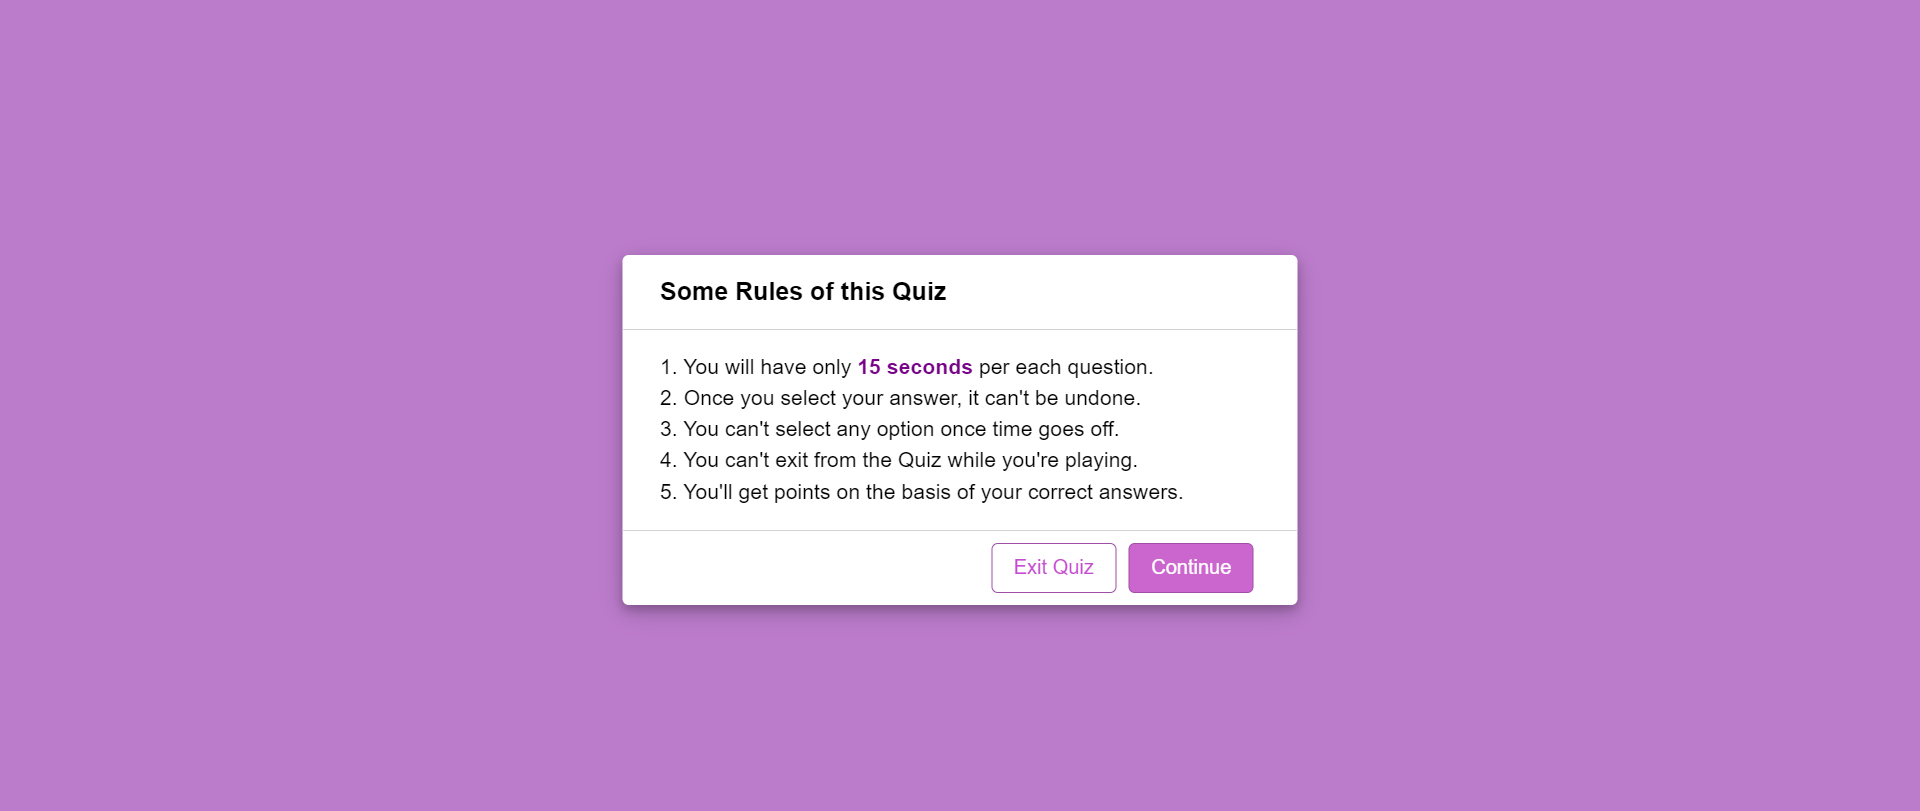 Some Rules of this Quiz
1. You will have only 15 seconds per each question.
2. Once you select your answer, it can't be undone.
3. You can't select any option once time goes off.
4. You can't exit from the Quiz while you're playing.
5. You'll get points on the basis of your correct answers.
Exit Quiz
Continue